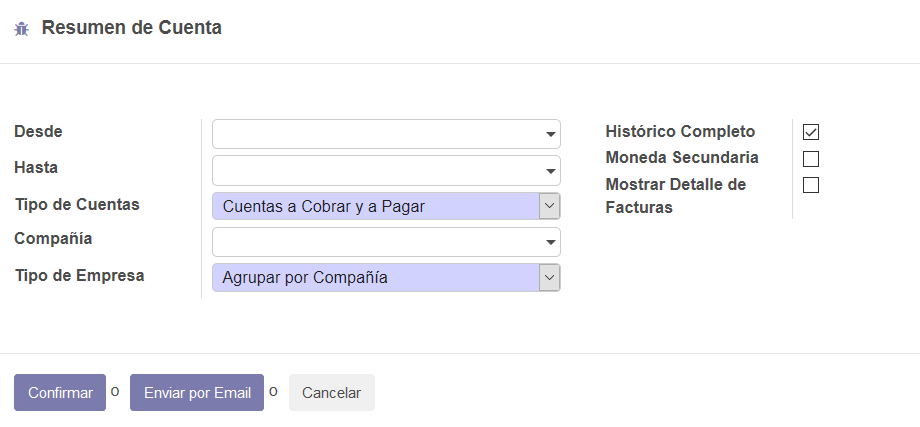 Resumen de Cuenta
Desde
Hasta
Tipo de Cuentas
Cuentas a Cobrar y a Pagar
Compañía
Tipo de Empresa
Agrupar por Compañía
Histórico Completo
Moneda Secundaria
Mostrar Detalle de
Facturas
Confirmar o Enviar por Email o Cancelar